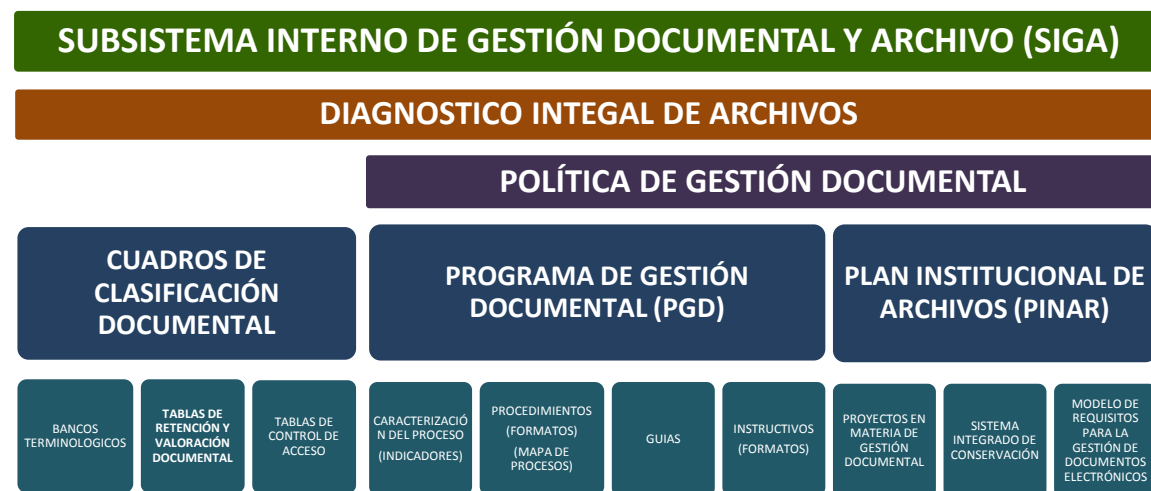 SUBSISTEMA INTERNO DE GESTIÓN DOCUMENTAL Y ARCHIVO (SIGA)
DIAGNOSTICO INTEGAL DE ARCHIVOS
POLÍTICA DE GESTIÓN DOCUMENTAL
CUADROS DE
CLASIFICACIÓN
DOCUMENTAL
PROGRAMA DE GESTIÓN
DOCUMENTAL (PGD)
PLAN INSTITUCIONAL DE
ARCHIVOS (PINAR)
BANCOS
TERMINOLOGICOS
TABLAS DE
RETENCIÓN Y
VALORACIÓN
DOCUMENTAL
TABLAS DE
CONTROL DE
ACCESO
CARACTERIZACIÓ
N DEL PROCESO
(INDICADORES)
PROCEDIMIENTOS
(FORMATOS)
(MAPA DE
PROCESOS)
GUIAS
INSTRUCTIVOS
(FORMATOS)
PROYECTOS EN
MATERIA DE
GESTIÓN
DOCUMENTAL
SISTEMA
INTEGRADO DE
CONSERVACIÓN
MODELO DE
REQUISITOS
PARA LA
GESTIÓN DE
DOCUMENTOS
ELECTRÓNICOS